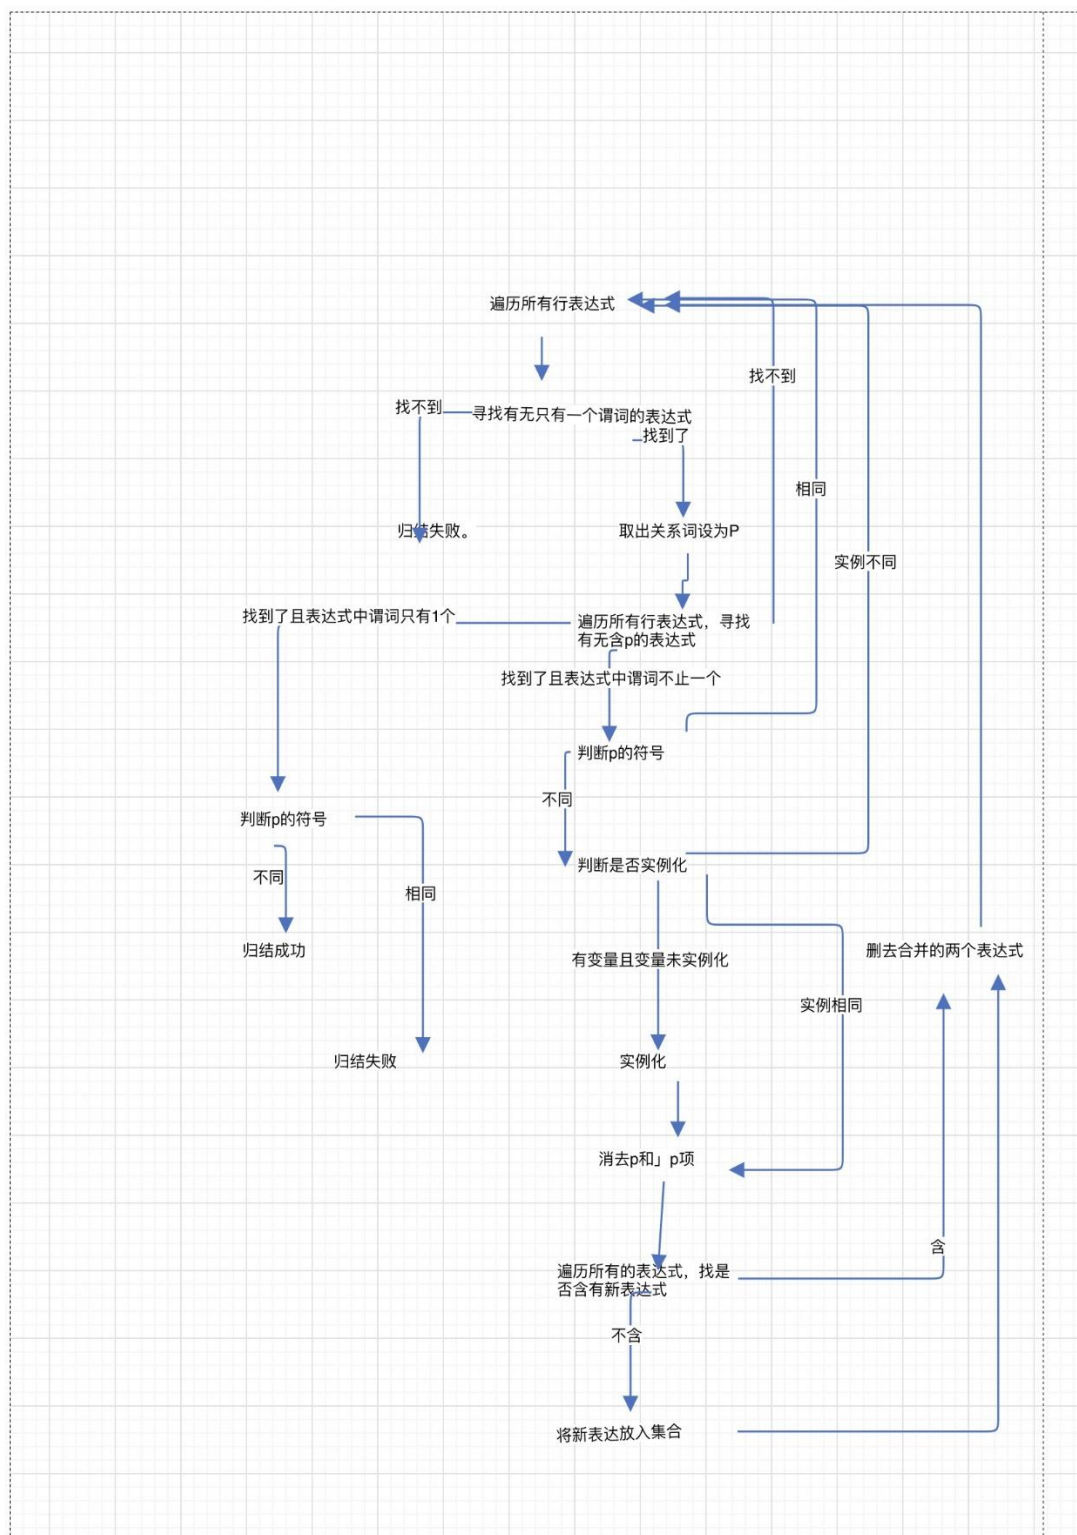 遍历所有行表达式
找不到
找不到
寻找有无只有一个谓词的表达式
找到了
相同
归结失败。
取出关系词设为P
实例不同
找到了且表达式中谓词只有1个
遍历所有行表达式，寻找
有无含p的表达式
找到了且表达式中谓词不止一个
判断p的符号
不同
判断p的符号
判断是否实例化
不同
相同
归结成功
删去合并的两个表达式
有变量且变量未实例化
实例相同
归结失败
实例化
消去p和」p项
含
遍历所有的表达式，找是
否含有新表达式
不含
将新表达放入集合